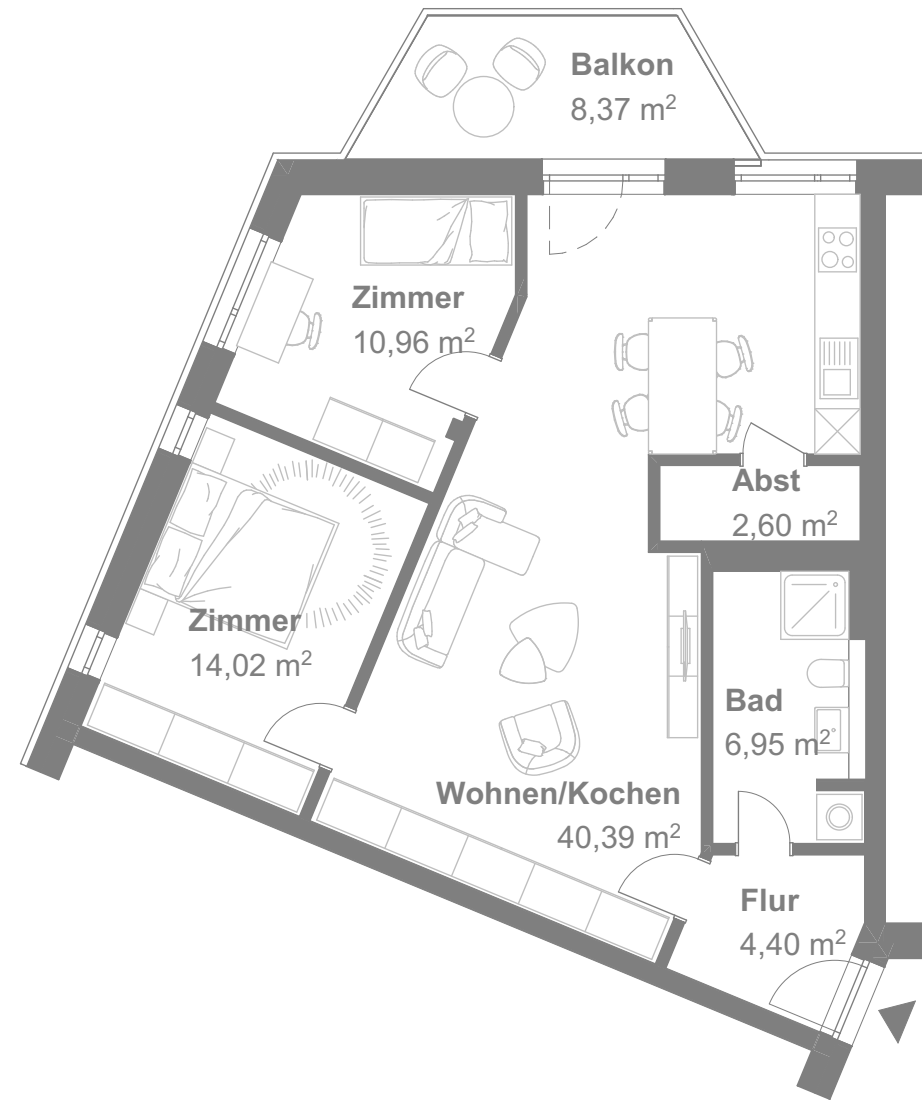 Balkon
8,37 m²
Zimmer
10,96 m²
Abst
2,60 m²
Zimmer
14,02 m²
Bad
6,95 m²
Wohnen/Kochen
40,39 m²
Flur
4,40 m²